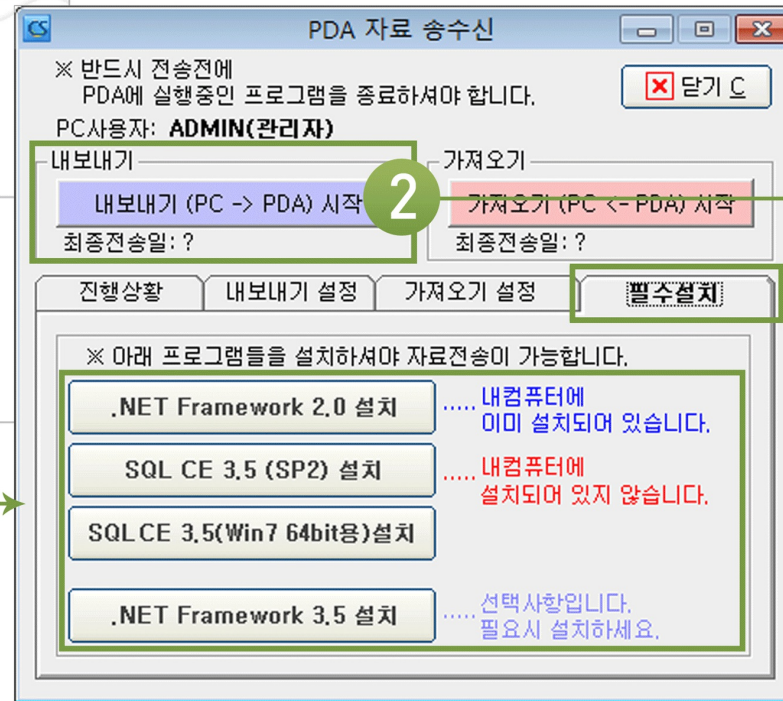 CS
PDA 자료 송수신
※ 반드시 전송전에
PDA에 실행중인 프로그램을 종료하셔야 합니다.
닫기 C
PC사용자: ADMIN(관리자)
내보내기
가져오기
내보내기 (PC -> PDA) 시작
2
가져오기 (PC <- PDA) 시작
최종전송일: ?
최종전송일: ?
진행상황
내보내기 설정
가져오기 설정
필수설치
※ 아래 프로그램들을 설치하셔야 자료전송이 가능합니다.
.NET Framework 2.0 설치
..... 내컴퓨터에
이미 설치되어 있습니다.
SQL CE 3.5 (SP2) 설치
..... 내컴퓨터에
설치되어 있지 않습니다.
SQLCE 3.5(Win7 64bit용)설치
.NET Framework 3.5 설치
..... 선택사항입니다.
필요시 설치하세요.